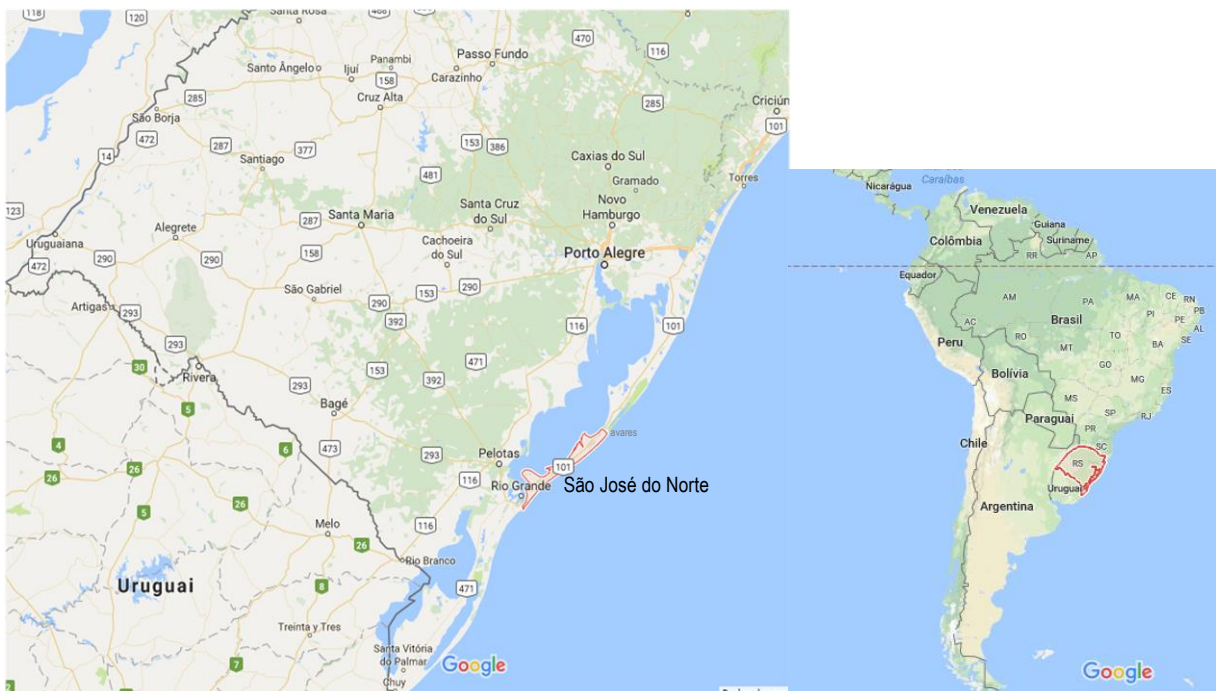 118
120
Santa Rosa
468
470
116
Passo Fundo
Panambi
Santo Ângelo
Ijuí
Carazinho
158
285
Cruz Alta
285
Criciún
São Borja
153
386
101
472
287
377
14
Santiago
Caxias do Sul
481
Gramado
Torres
123
Santa Cruz
do Sul
Novo
Hamburgo
287
Santa Maria
Alegrete
Cachoeira
do Sul
Uruguaiana
290
290
158
Porto Alegre
472
São Gabriel
153
290
290
Artigas
293
392
116
101
293
30
Rivera
153
471
392
293
5
Bagé
4
6
473
293
Pelotas
avares
26
26
101
116
Rio Grande
São José do Norte
26
5
Melo
116
26
Rio Branco
Uruguai
8
471
Treinta y Tres
Santa Vitória
do Palmar
7
2
Chuy
Google
Caraíbas
Nicarágua
Venezuela
Guiana
Colômbia
Suriname
RR
AP
Equador
AM
PA
MA
CE
RN
PB
PI
PE
AL
AC
Brasil
TO
SE
Peru
RO
MT
BA
Bolívia
GO
MG
ES
MS
Paraguai
SP
RJ
PR
Chile
SC
RS
Uruguai
Argentina
Google